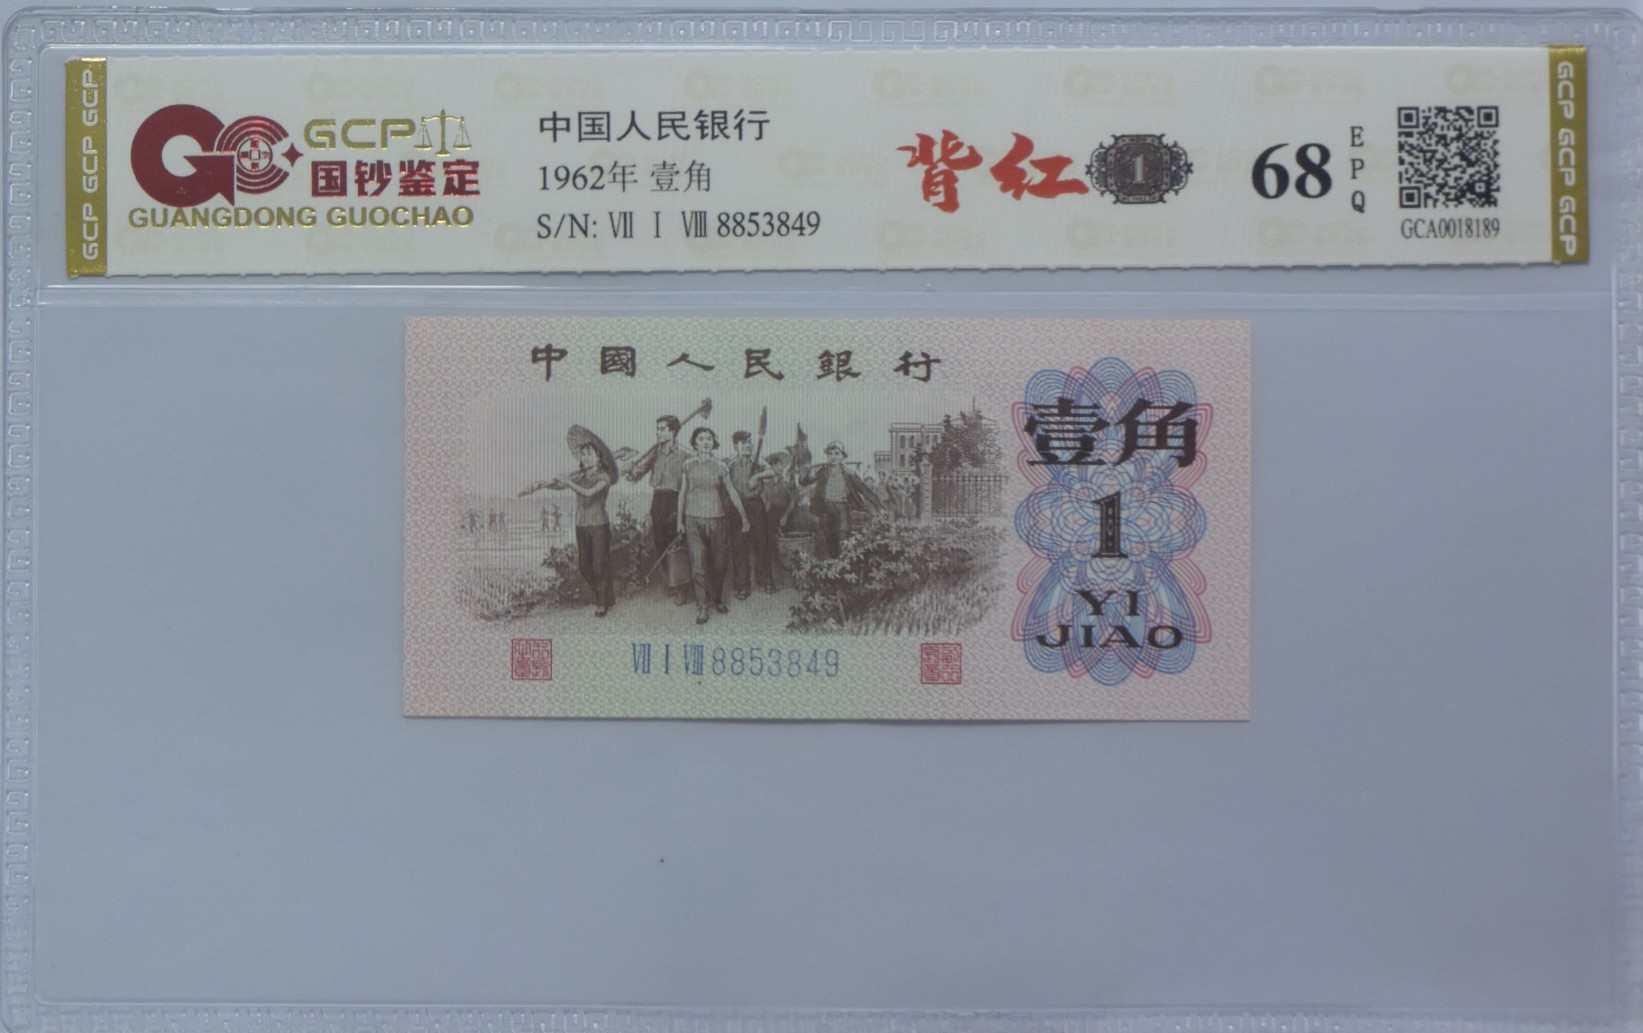 GCP GCP GCP
GCP
国钞鉴定
GUANGDONG GUOCHAO
中国人民银行
1962年 壹角
S/N: Ⅶ Ⅰ Ⅷ 8853849
背红
1
68
EPQ
GCA0018189
GCP GCP GCP
中國人民銀行
壹角
1
YI
JIAO
Ⅶ Ⅰ Ⅷ 8853849